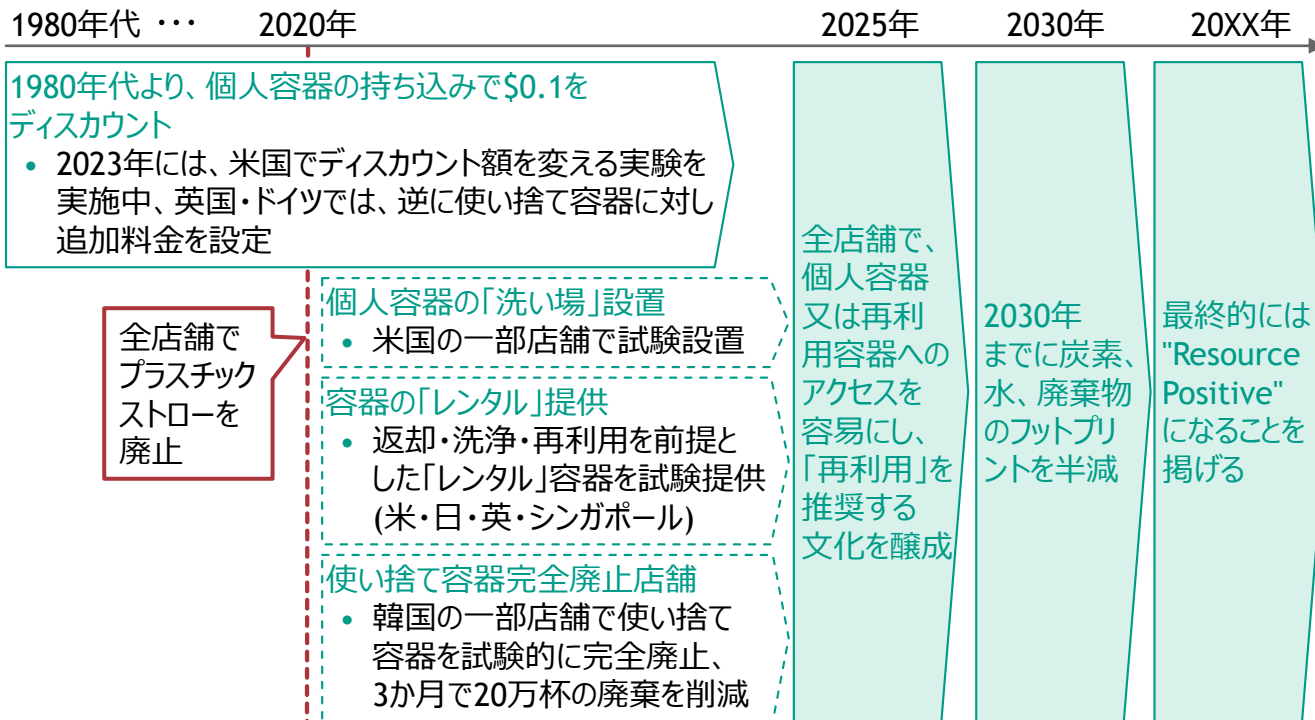 1980年代 ･･･
2020年
2025年
2030年
20XX年
1980年代より、個人容器の持ち込みで$0.1を
ディスカウント
• 2023年には、米国でディスカウント額を変える実験を
実施中、英国・ドイツでは、逆に使い捨て容器に対し
追加料金を設定
全店舗で
プラスチック
ストローを
廃止
個人容器の「洗い場」設置
• 米国の一部店舗で試験設置
容器の「レンタル」提供
• 返却・洗浄・再利用を前提と
した「レンタル」容器を試験提供
(米・日・英・シンガポール)
使い捨て容器完全廃止店舗
• 韓国の一部店舗で使い捨て
容器を試験的に完全廃止、
3か月で20万杯の廃棄を削減
全店舗で、
個人容器
又は再利
用容器への
アクセスを
容易にし、
「再利用」を
推奨する
文化を醸成
2030年
までに炭素、
水、廃棄物
のフットプリ
ントを半減
最終的には
"Resource
Positive"
になることを
掲げる